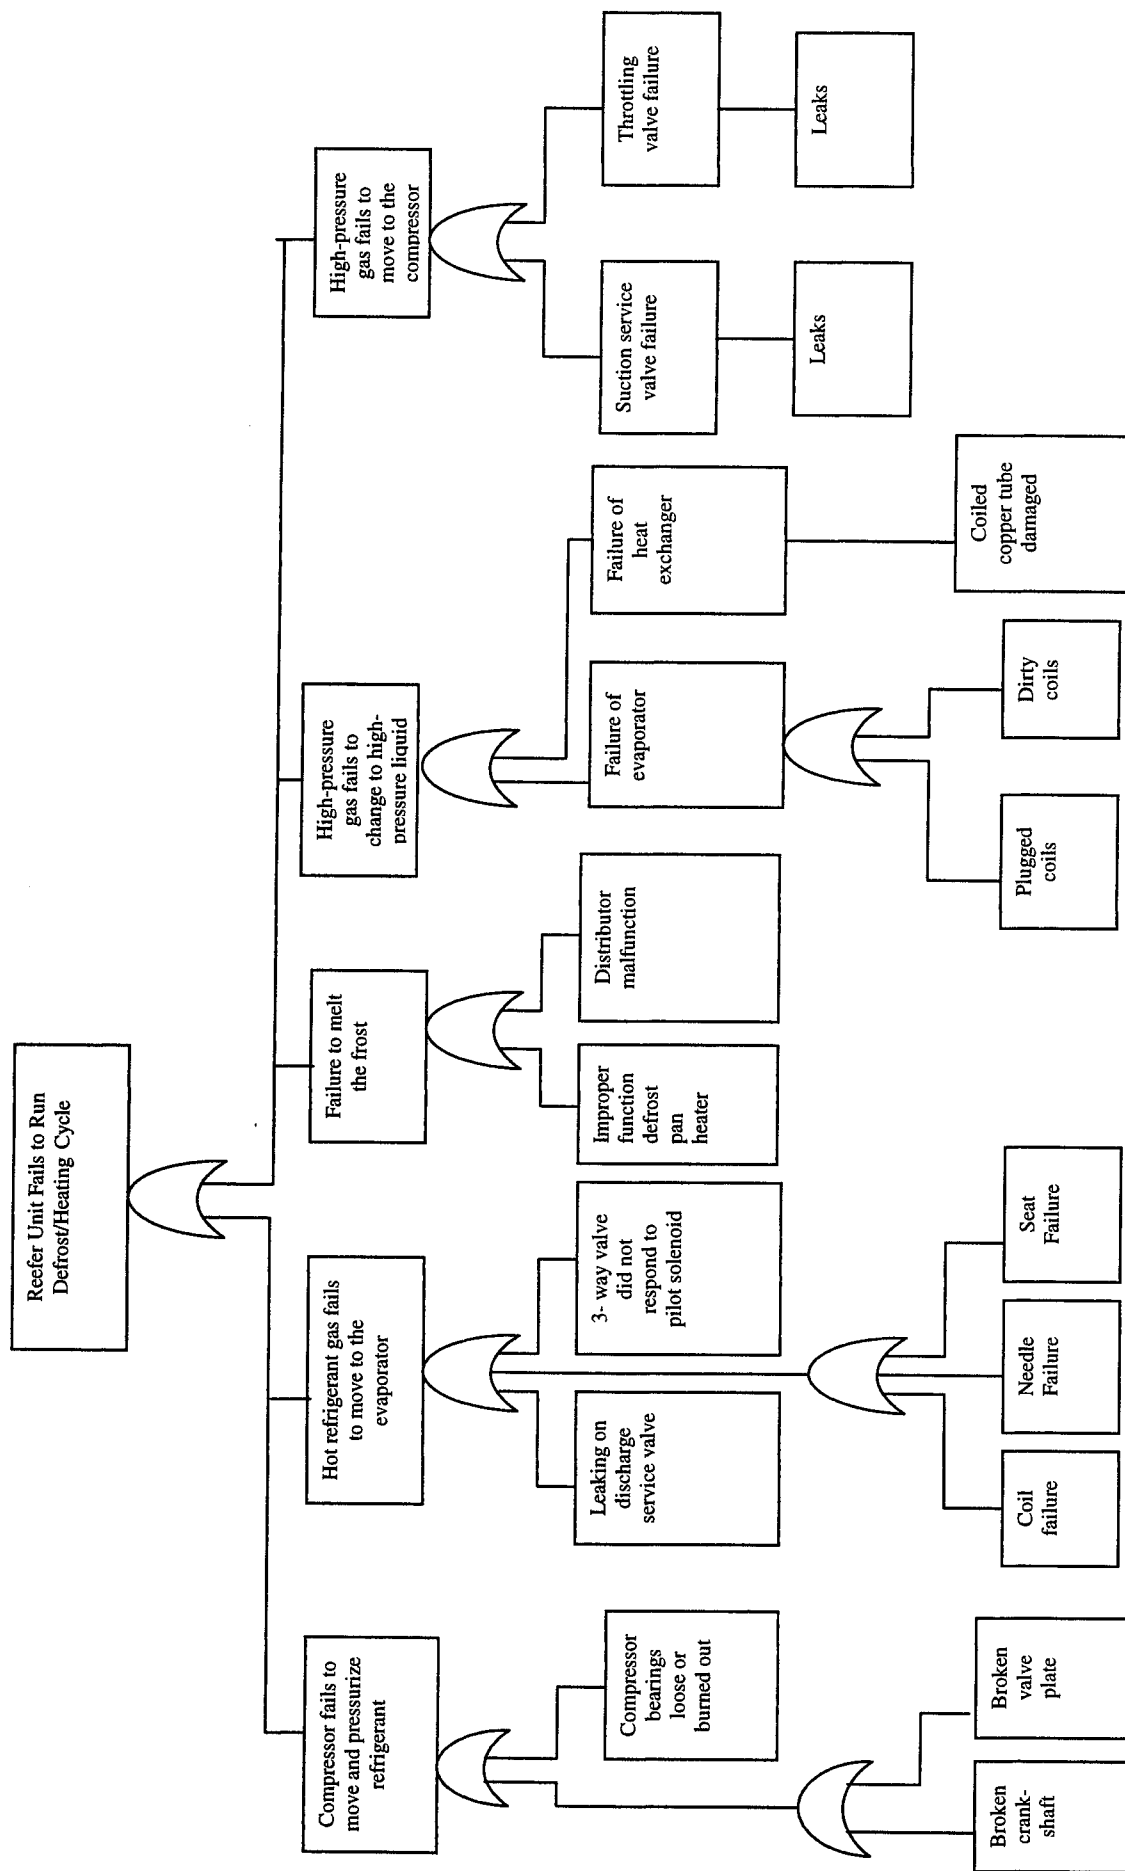 Reefer Unit Fails to Run
Defrost/Heating Cycle
Compressor fails to
move and pressurize
refrigerant
Hot refrigerant gas fails
to move to the
evaporator
Failure to melt
the frost
High-pressure
gas fails to
change to high-
pressure liquid
High-pressure
gas fails to
move to the
compressor
Compressor
bearings
loose or
burned out
Leaking on
discharge
service valve
3- way valve
did not
respond to
pilot solenoid
Improper
function
defrost
pan
heater
Distributor
malfunction
Failure of
evaporator
Failure of
heat
exchanger
Suction service
valve failure
Throttling
valve failure
Leaks
Leaks
Broken
crank-
shaft
Broken
valve
plate
Coil
failure
Needle
Failure
Seat
Failure
Plugged
coils
Dirty
coils
Coiled
copper tube
damaged